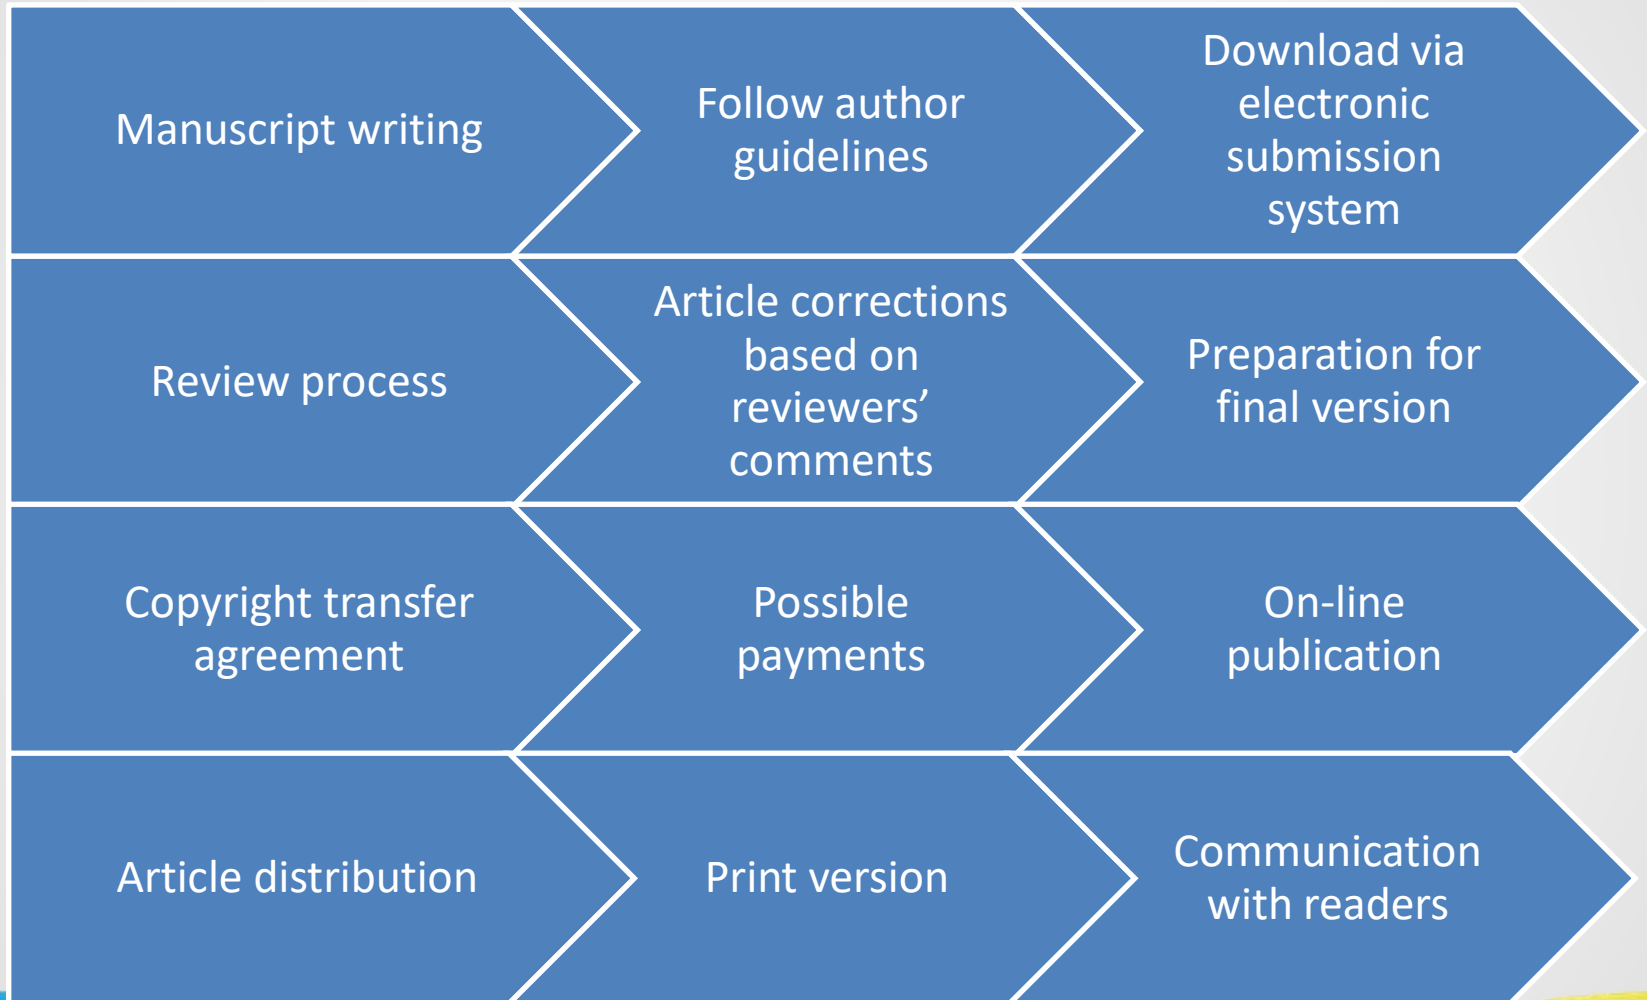 Manuscript writing
Follow author
guidelines
Download via
electronic
submission
system
Review process
Article corrections
based on
reviewers’
comments
Preparation for
final version
Copyright transfer
agreement
Possible
payments
On-line
publication
Article distribution
Print version
Communication
with readers